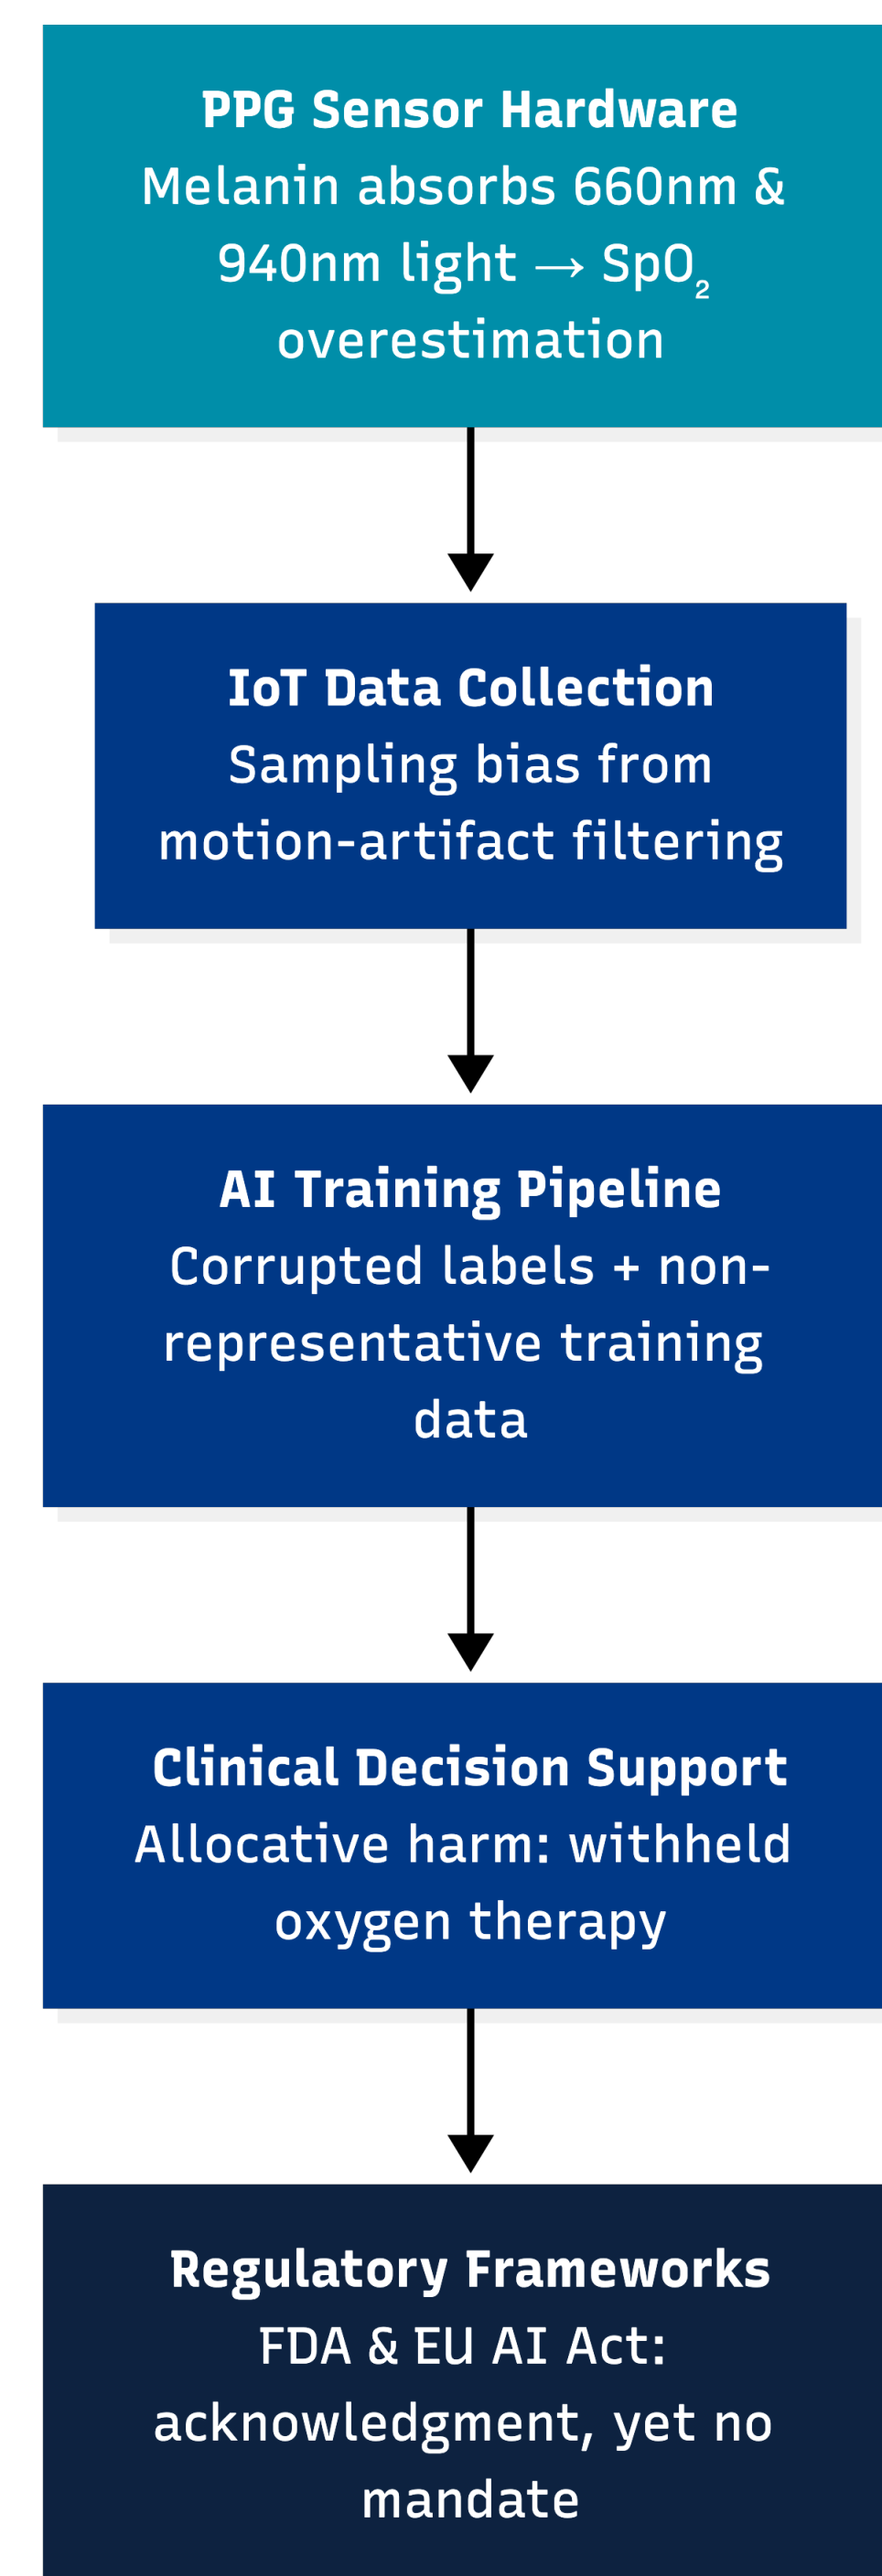 PPG Sensor Hardware
Melanin absorbs 660nm &
940nm light → SpO₂
overestimation
IoT Data Collection
Sampling bias from
motion-artifact filtering
AI Training Pipeline
Corrupted labels + non-
representative training
data
Clinical Decision Support
Allocative harm: withheld
oxygen therapy
Regulatory Frameworks
FDA & EU AI Act:
acknowledgment, yet no
mandate